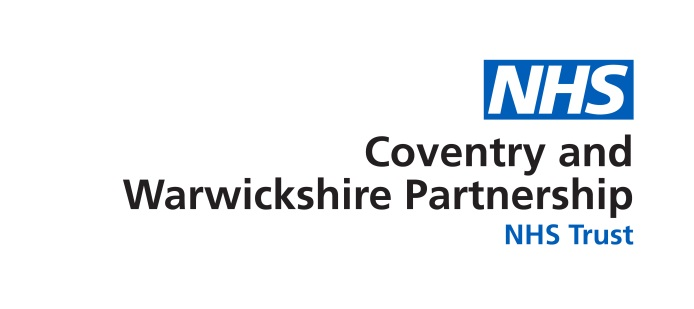 NHS
Coventry and
Warwickshire Partnership
NHS Trust